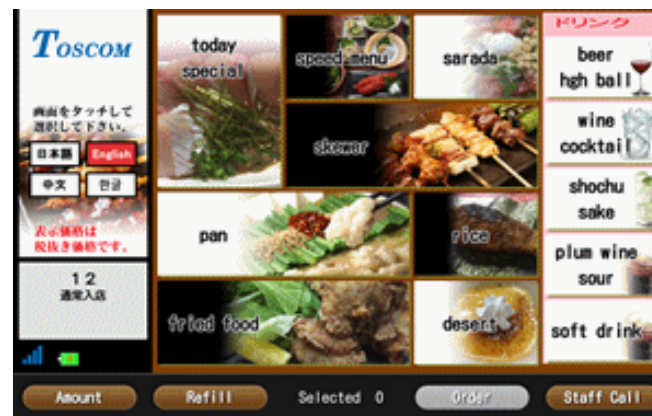 TOSCOM
画面をタッチして
選択して下さい。
日本語
English
中文
한글
表示価格は
税抜き価格です。
12
通常入店
today
special
speed menu
sarada
skewer
pan
rice
fried food
desert
ドリンク
beer
hgh ball
wine
cocktail
shochu
sake
plum wine
sour
soft drink
Amount
Refill
Selected 0
Order
Staff Call